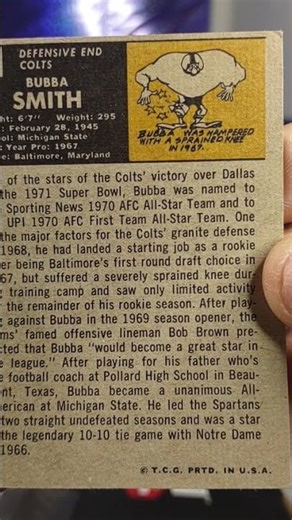 DEFENSIVE END
COLTS
BUBBA
SMITH
ht: 6'7" Weight: 295
: February 28, 1945
ol: Michigan State
Year Pro: 1967
e: Baltimore, Maryland
BUBBA WAS HAMPERED
WITH A SPRAINED KNEE
IN 1967.
of the stars of the Colts' victory over Dallas
the 1971 Super Bowl, Bubba was named to
Sporting News 1970 AFC All-Star Team and to
UPI 1970 AFC First Team All-Star Team. One
the major factors for the Colts' granite defense
1968, he had landed a starting job as a rookie
er being Baltimore's first round draft choice in
67, but suffered a severely sprained knee dur-
g training camp and saw only limited activity
the remainder of his rookie season. After play-
g against Bubba in the 1969 season opener, the
ms' famed offensive lineman Bob Brown pre-
cted that Bubba "would become a great star in
e league." After playing for his father who's
e football coach at Pollard High School in Beau-
nt, Texas, Bubba became a unanimous All-
erican at Michigan State. He led the Spartans
two straight undefeated seasons and was a star
the legendary 10-10 tie game with Notre Dame
1966.
© T.C.G. PRTD. IN U.S.A.